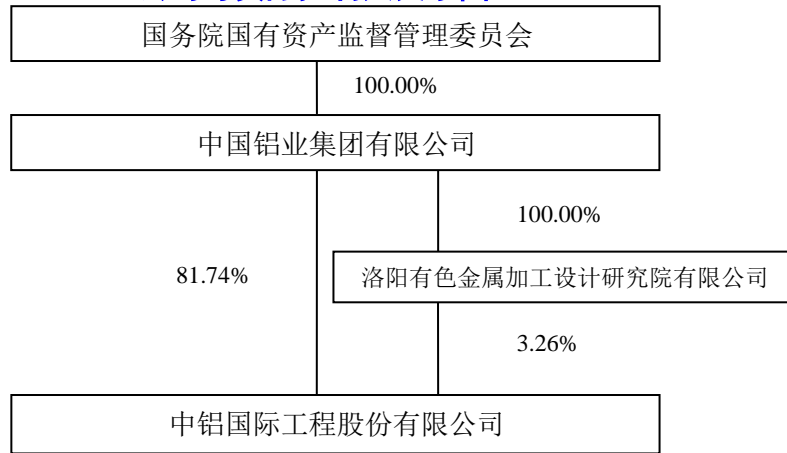 国务院国有资产监督管理委员会
100.00%
中国铝业集团有限公司
100.00%
81.74%
洛阳有色金属加工设计研究院有限公司
3.26%
中铝国际工程股份有限公司